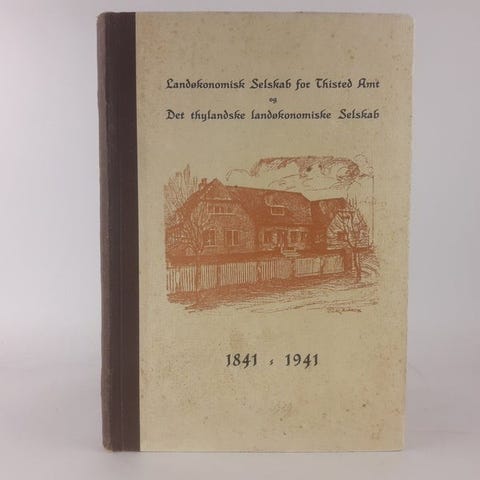 Landøkonomisk Selskab for Thisted Amt
og
Det thylandske landøkonomiske Selskab
1841 - 1941